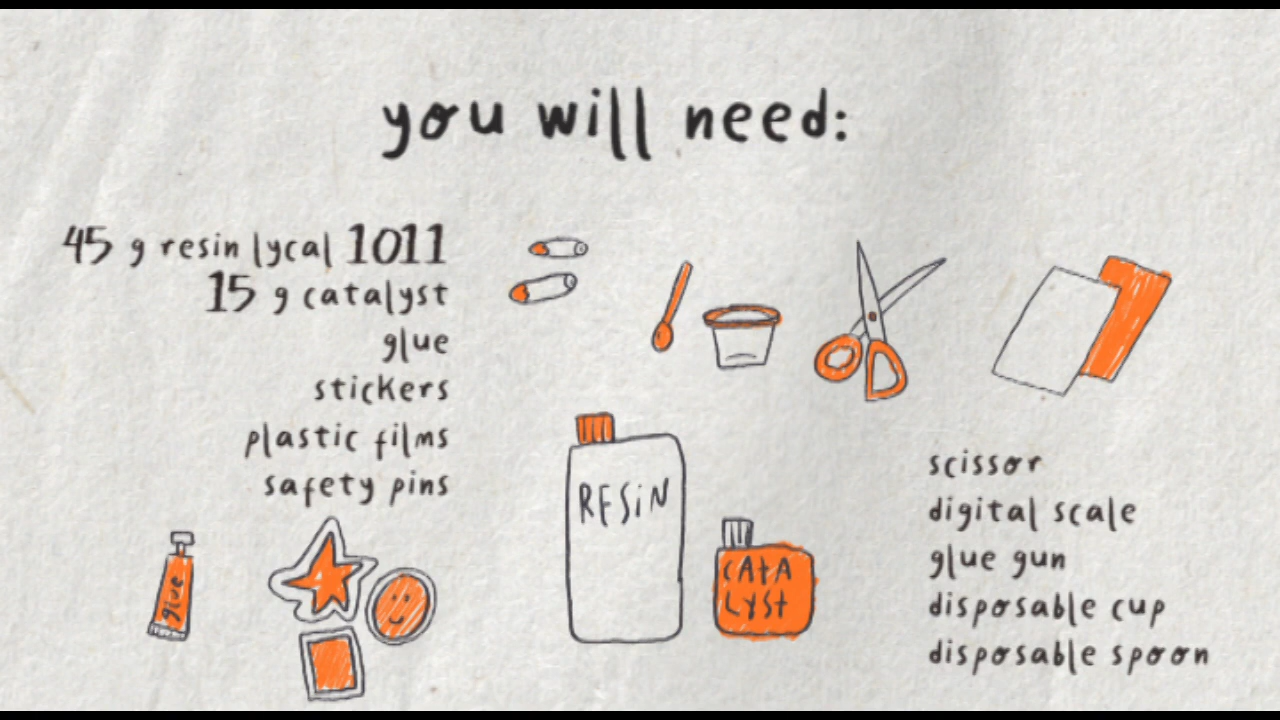 you will need:
45 g resin lycal 1011
15 g catalyst
glue
stickers
plastic films
safety pins
RESiN
CAtA
LYSt
glue
scissor
digital scale
glue gun
disposable cup
disposable spoon